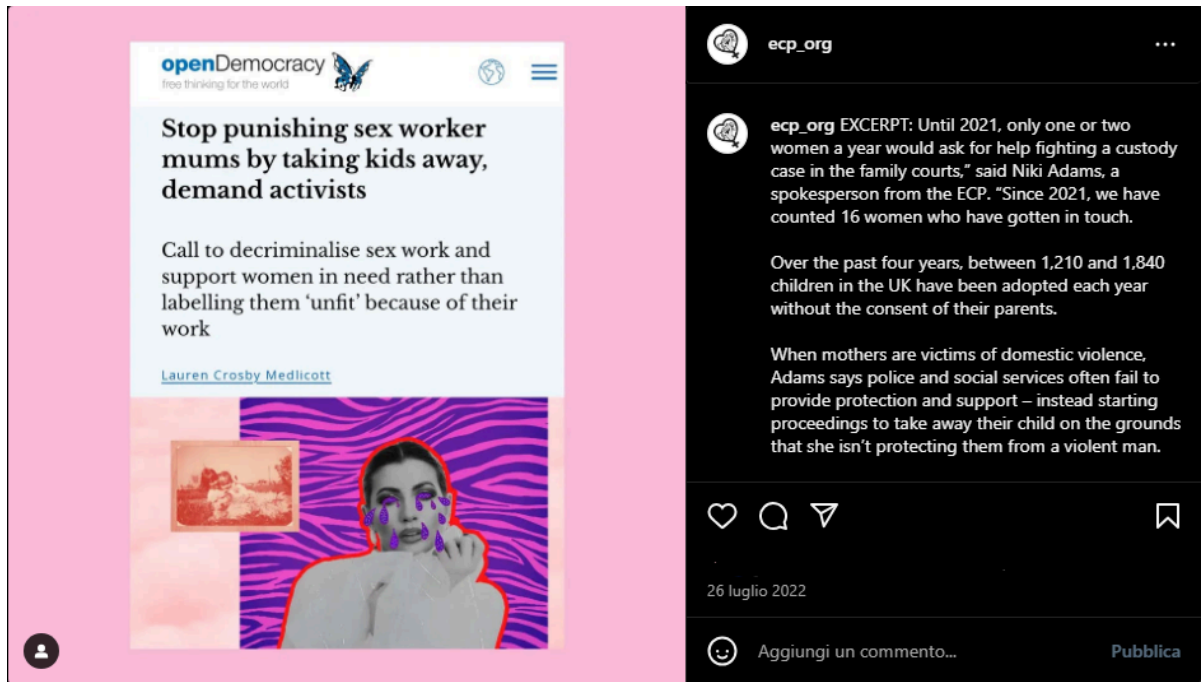 openDemocracy
free thinking for the world
Stop punishing sex worker
mums by taking kids away,
demand activists
Call to decriminalise sex work and
support women in need rather than
labelling them ‘unfit’ because of their
work
Lauren Crosby Medlicott
ecp_org
ecp_org EXCERPT: Until 2021, only one or two
women a year would ask for help fighting a custody
case in the family courts,” said Niki Adams, a
spokesperson from the ECP. “Since 2021, we have
counted 16 women who have gotten in touch.
Over the past four years, between 1,210 and 1,840
children in the UK have been adopted each year
without the consent of their parents.
When mothers are victims of domestic violence,
Adams says police and social services often fail to
provide protection and support – instead starting
proceedings to take away their child on the grounds
that she isn’t protecting them from a violent man.
26 luglio 2022
Aggiungi un commento...
Pubblica